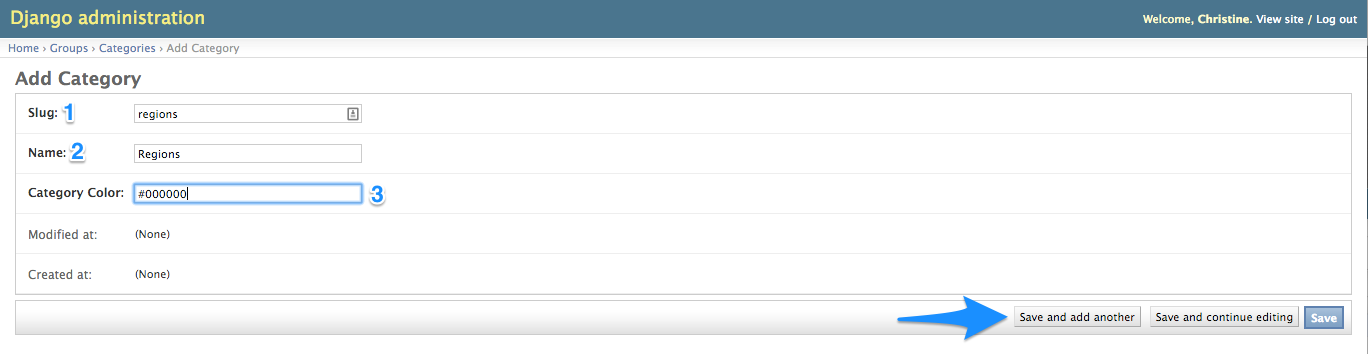 Django administration
Welcome, Christine. View site / Log out
Home › Groups › Categories › Add Category
Add Category
Slug: 1 regions
Name: 2 Regions
Category Color: #000000 3
Modified at: (None)
Created at: (None)
Save and add another Save and continue editing Save